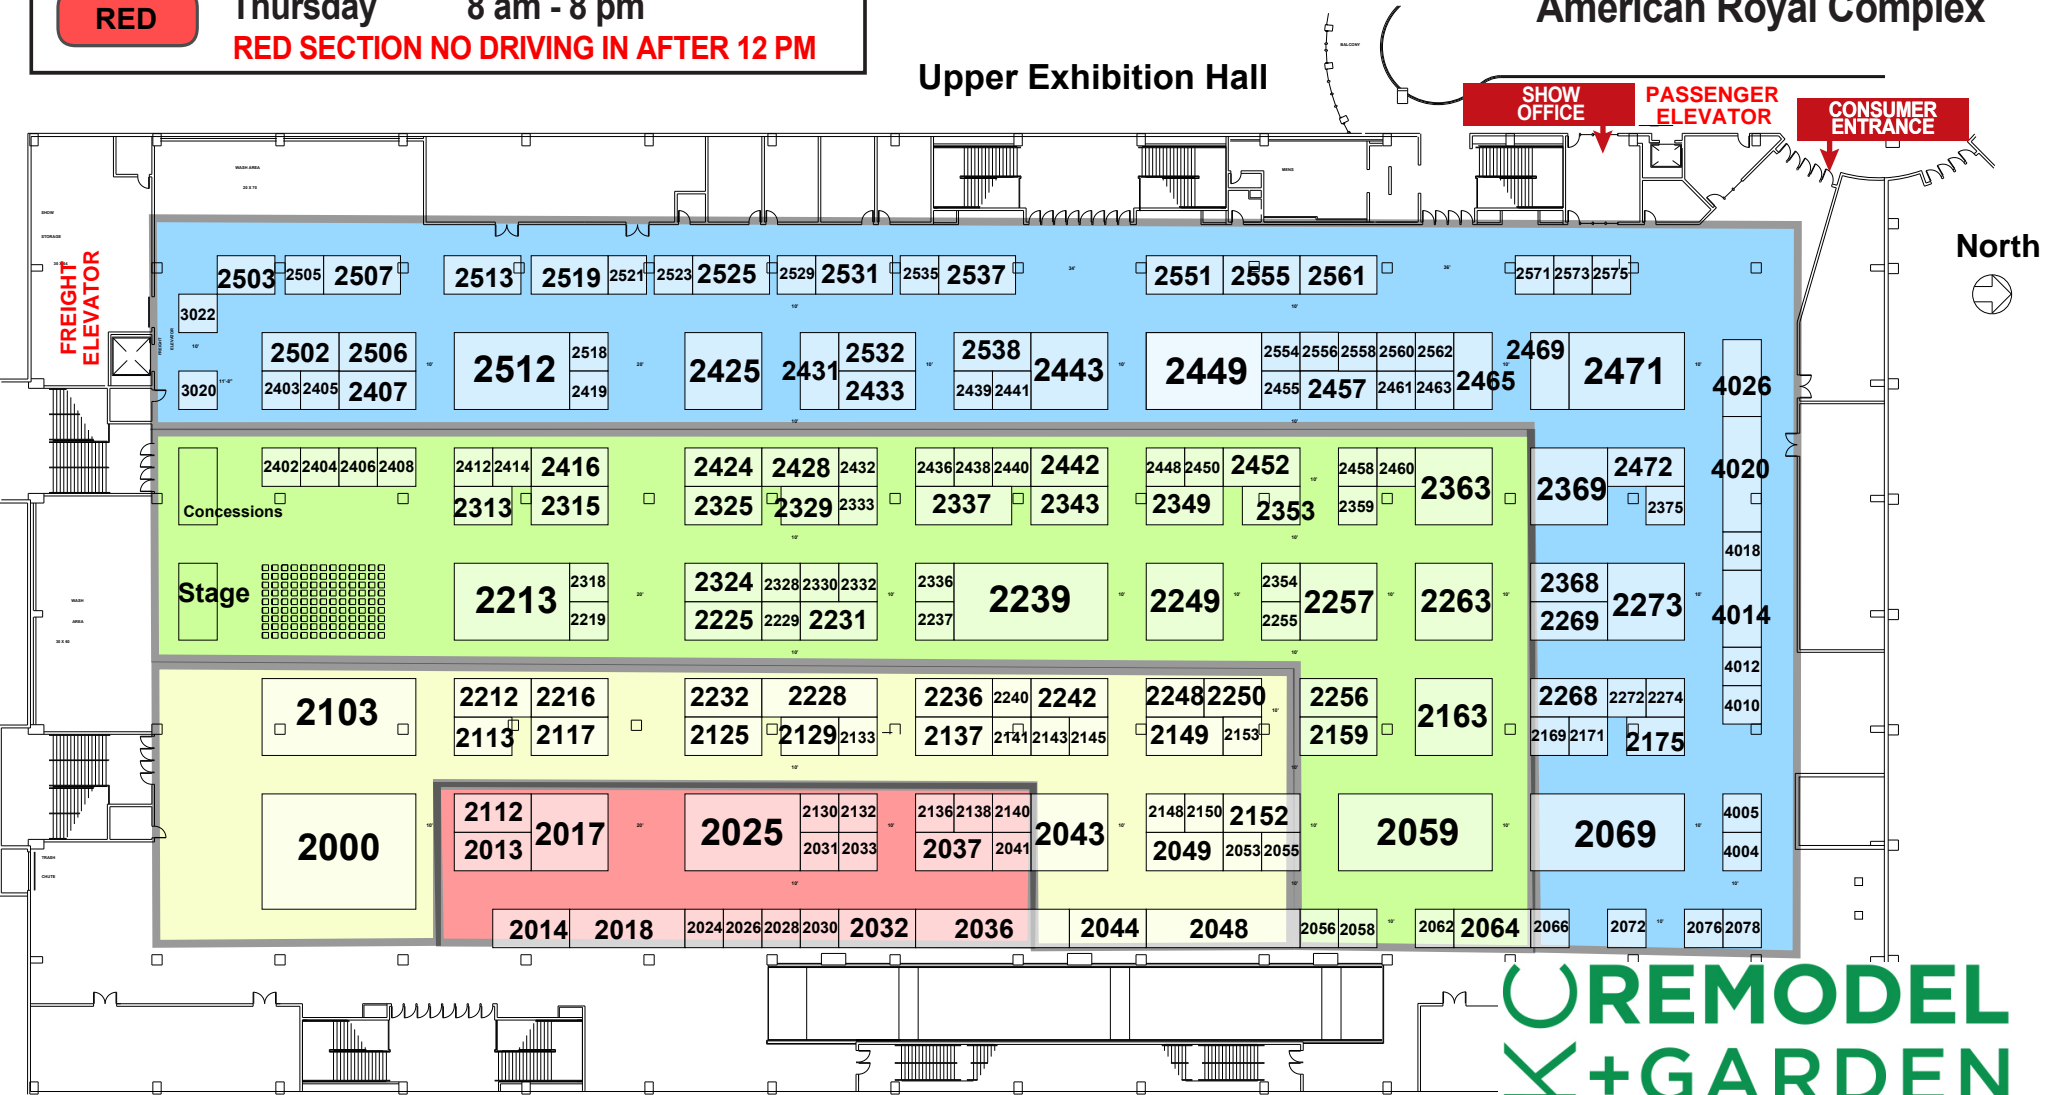 RED
Thursday 8 am - 8 pm
RED SECTION NO DRIVING IN AFTER 12 PM
American Royal Complex
Upper Exhibition Hall
BALCONY
SHOW
OFFICE
PASSENGER
ELEVATOR
CONSUMER
ENTRANCE
North
WASH AREA
MENS
SHOW
STORAGE
FREIGHT
ELEVATOR
2503 2505 2507 2513 2519 2521 2523 2525 2529 2531 2535 2537 2551 2555 2561 2571 2573 2575
3022
2502 2506 2512 2518 2425 2431 2532 2538 2443 2449 2554 2556 2558 2560 2562 2469 2471
3020 2403 2405 2407 2419 2433 2439 2441 2455 2457 2461 2463 2465 4026
2402 2404 2406 2408 2412 2414 2416 2424 2428 2432 2436 2438 2440 2442 2448 2450 2452 2458 2460 2363 2369 2472 4020
Concessions 2313 2315 2325 2329 2333 2337 2343 2349 2353 2359 2375
4018
Stage 2213 2318 2324 2328 2330 2332 2336 2239 2249 2354 2257 2263 2368 2273 4014
2219 2225 2229 2231 2237 2255 2269
4012
2103 2212 2216 2232 2228 2236 2240 2242 2248 2250 2256 2163 2268 2272 2274 4010
2113 2117 2125 2129 2133 2137 2141 2143 2145 2149 2153 2159 2169 2171 2175
2000 2112 2017 2025 2130 2132 2136 2138 2140 2043 2148 2150 2152 2059 2069 4005
2013 2031 2033 2037 2041 2049 2053 2055 4004
2014 2018 2024 2026 2028 2030 2032 2036 2044 2048 2056 2058 2062 2064 2066 2072 2076 2078
WASH
AREA
TRASH
CHUTE
KC
REMODEL
+GARDEN